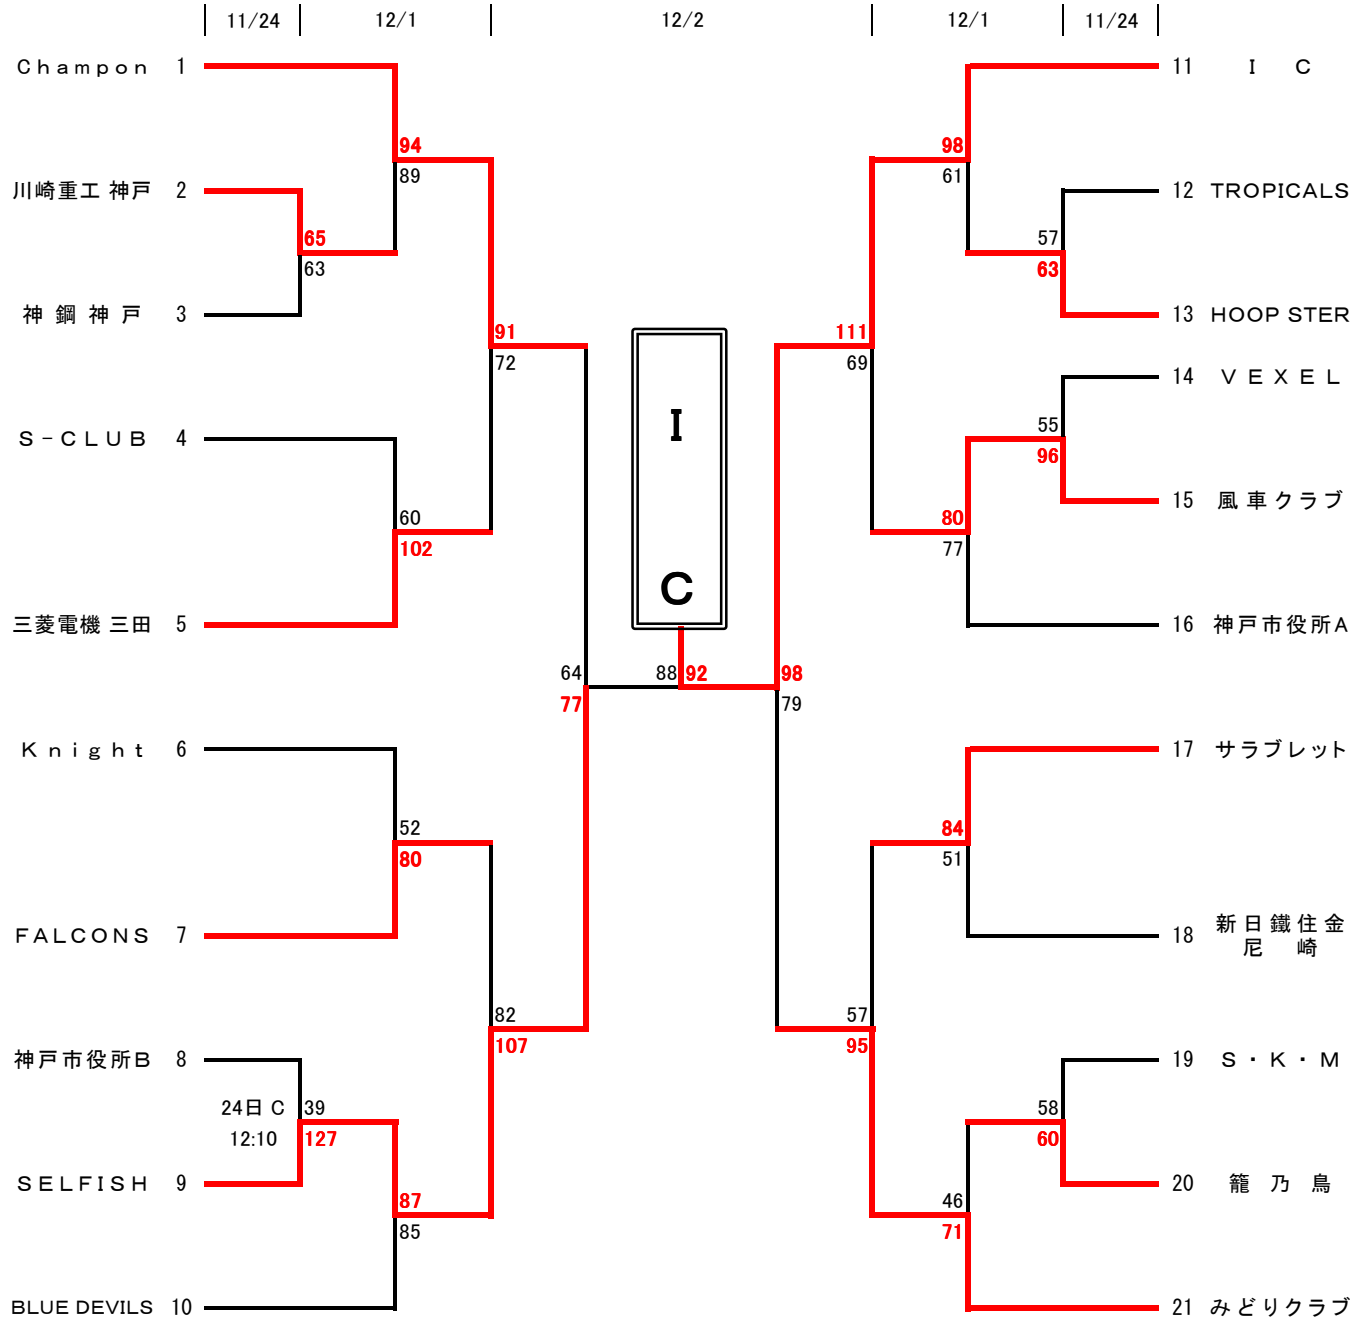 11/24 12/1 12/2 12/1 11/24
Champon 1
11 I C
94
89
98
61
川崎重工 神戸 2
12 TROPICALS
65
63
57
63
神鋼神戸 3
13 HOOP STER
91
72
111
69
14 VEXEL
S-CLUB 4
55
96
I
C
15 風車クラブ
60
102
80
77
三菱電機 三田 5
16 神戸市役所A
64
77
88 92
98
79
Knight 6
17 サラブレット
52
80
84
51
FALCONS 7
18 新日鐵住金
尼崎
82
107
57
95
神戸市役所B 8
19 S・K・M
24日 C
12:10
39
127
58
60
SELFISH 9
20 籠乃鳥
87
85
46
71
BLUE DEVILS 10
21 みどりクラブ